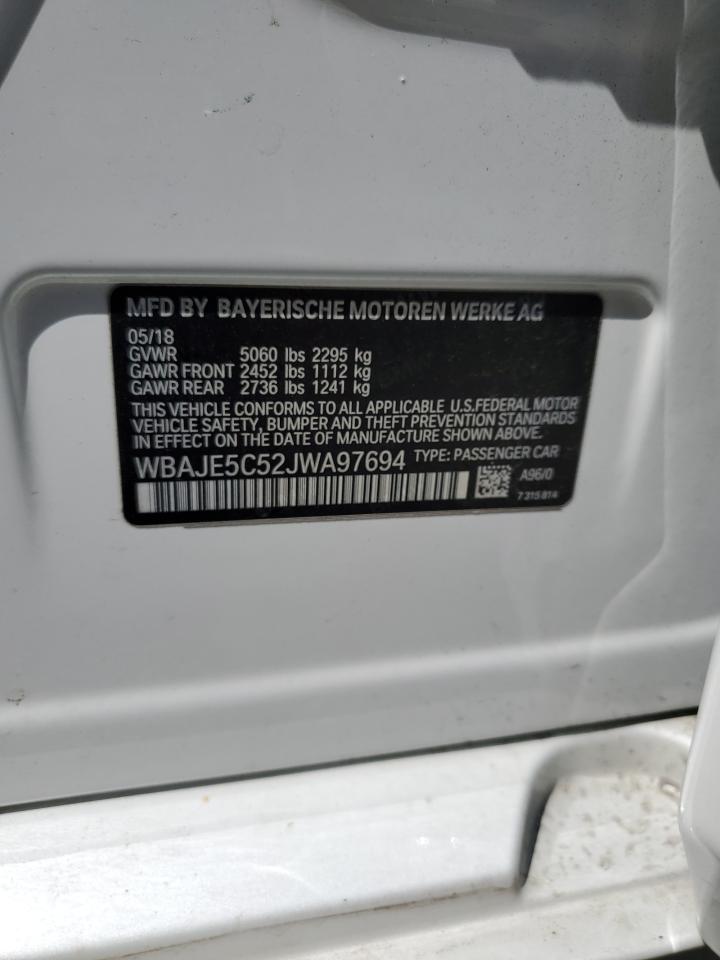 MFD BY BAYERISCHE MOTOREN WERKE AG
05/18
GVWR 5060 lbs 2295 kg
GAWR FRONT 2452 lbs 1112 kg
GAWR REAR 2736 lbs 1241 kg
THIS VEHICLE CONFORMS TO ALL APPLICABLE U.S.FEDERAL MOTOR
VEHICLE SAFETY, BUMPER AND THEFT PREVENTION STANDARDS
IN EFFECT ON THE DATE OF MANUFACTURE SHOWN ABOVE.
WBAJE5C52JWA97694 TYPE: PASSENGER CAR
A96/0
7 315 814